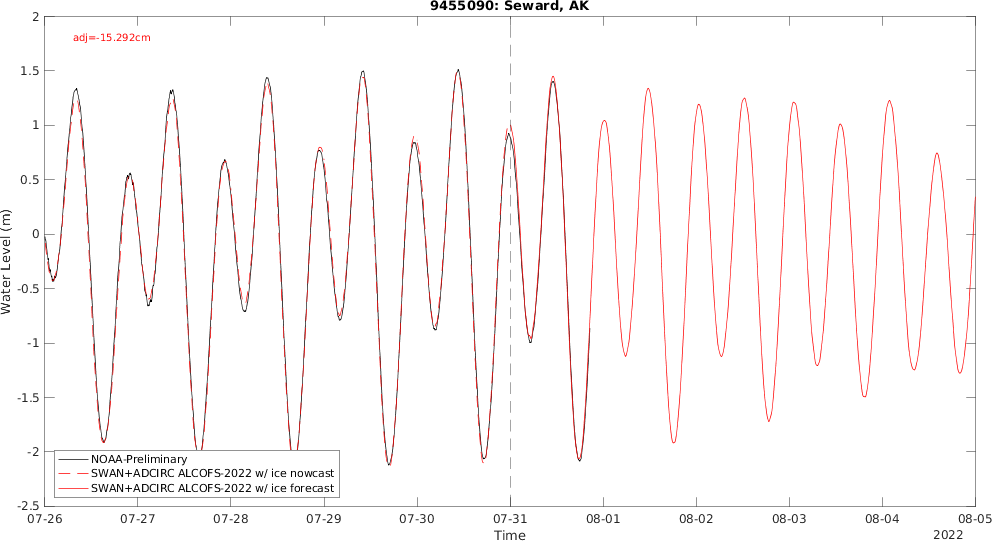 9455090: Seward, AK
adj=-15.292cm
2
1.5
1
0.5
0
-0.5
-1
-1.5
-2
-2.5
Water Level (m)
NOAA-Preliminary
SWAN+ADCIRC ALCOFS-2022 w/ ice nowcast
SWAN+ADCIRC ALCOFS-2022 w/ ice forecast
07-26 07-27 07-28 07-29 07-30 07-31 08-01 08-02 08-03 08-04 08-05
Time
2022